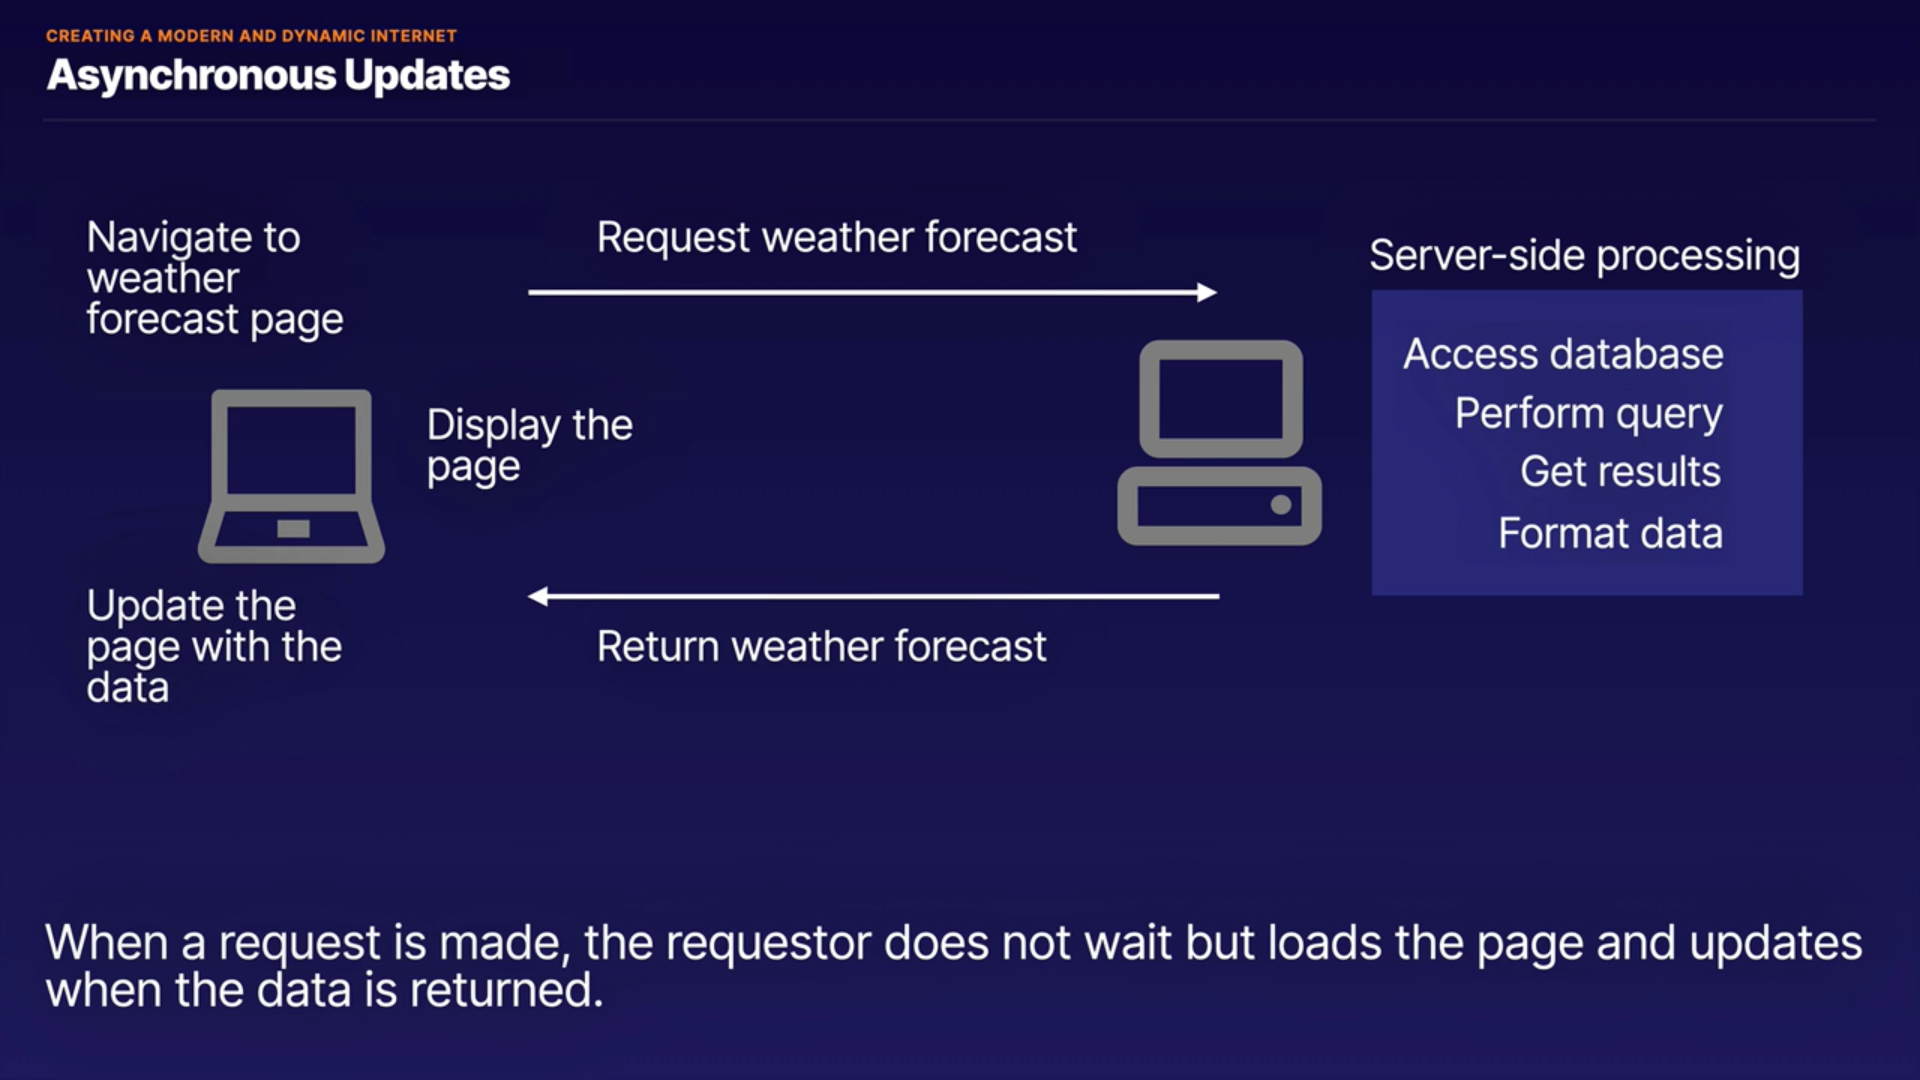 CREATING A MODERN AND DYNAMIC INTERNET
Asynchronous Updates
Navigate to
weather
forecast page
Request weather forecast
Server-side processing
Access database
Perform query
Get results
Format data
Display the
page
Update the
page with the
data
Return weather forecast
When a request is made, the requestor does not wait but loads the page and updates
when the data is returned.